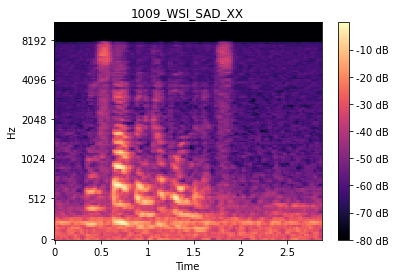 1009_WSI_SAD_XX
8192
4096
2048
1024
512
0
Hz
0
0.5
1
1.5
2
2.5
Time
-10 dB
-20 dB
-30 dB
-40 dB
-50 dB
-60 dB
-70 dB
-80 dB